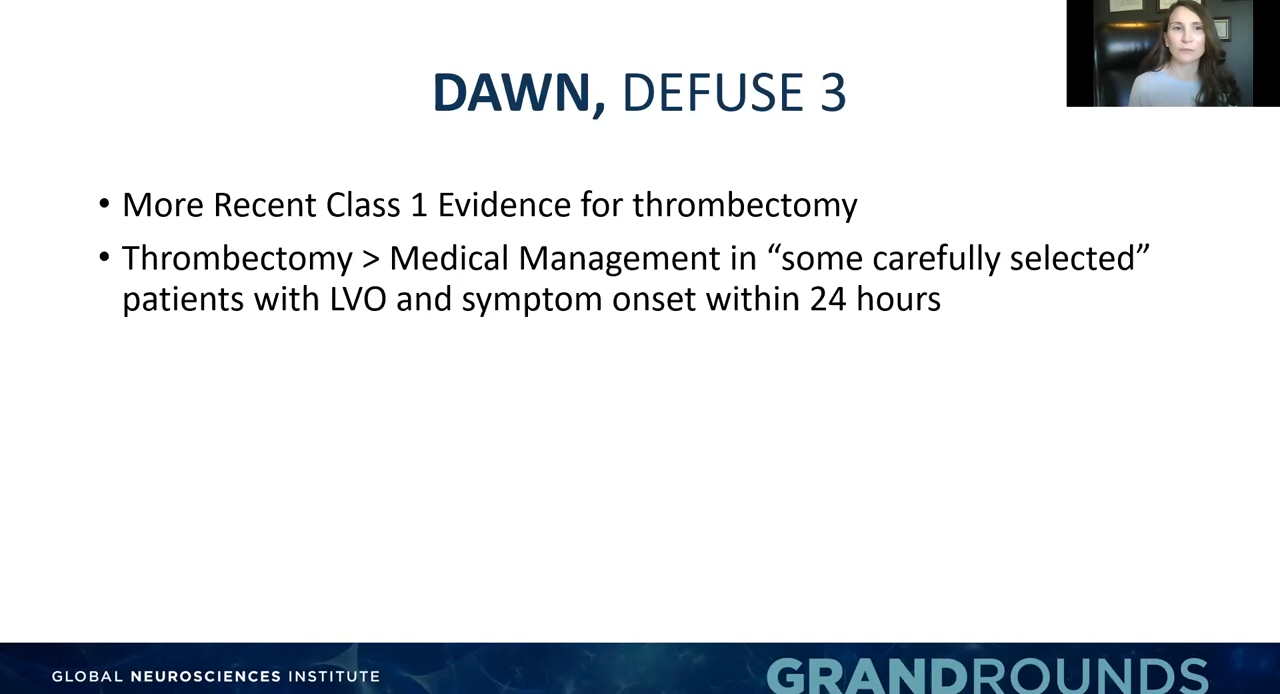 DAWN, DEFUSE 3
• More Recent Class 1 Evidence for thrombectomy
• Thrombectomy > Medical Management in “some carefully selected”
patients with LVO and symptom onset within 24 hours
GLOBAL NEUROSCIENCES INSTITUTE
GRANDROUNDS